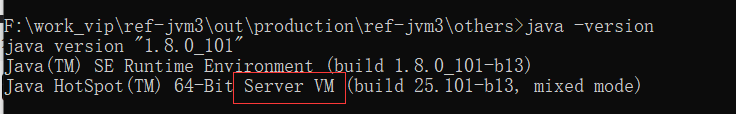 F:\work_vip\ref-jvm3\out\production\ref-jvm3\others>java -version
java version "1.8.0_101"
Java(TM) SE Runtime Environment (build 1.8.0_101-b13)
Java HotSpot(TM) 64-Bit Server VM (build 25.101-b13, mixed mode)